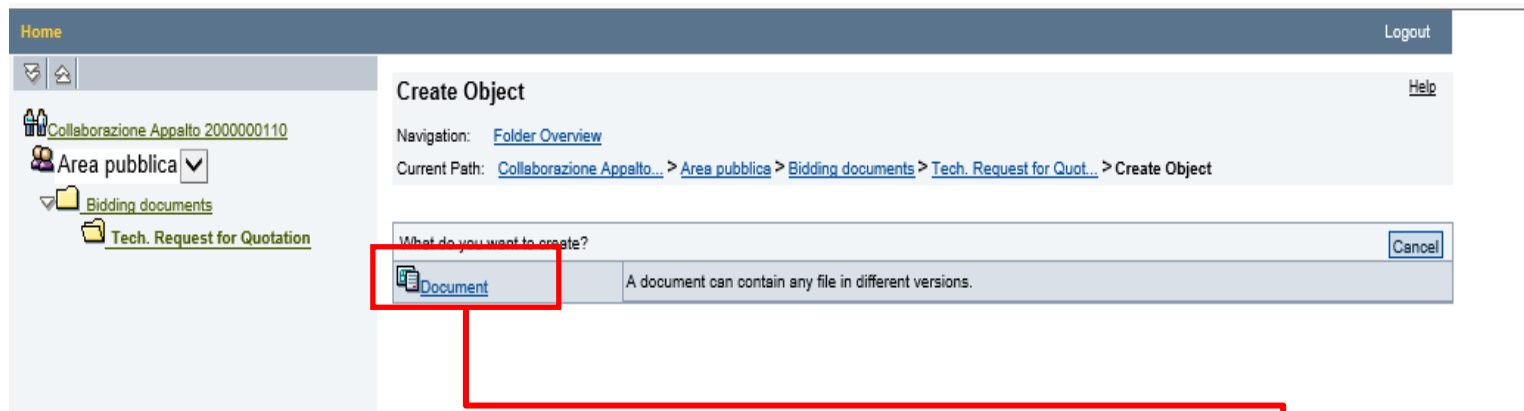 Home Logout
Create Object Help
Collaborazione Appalto 2000000110
Navigation: Folder Overview
Area pubblica
Current Path: Collaborazione Appalto... > Area pubblica > Bidding documents > Tech. Request for Quot... > Create Object
Bidding documents
Tech. Request for Quotation
What do you want to create? Cancel
Document A document can contain any file in different versions.